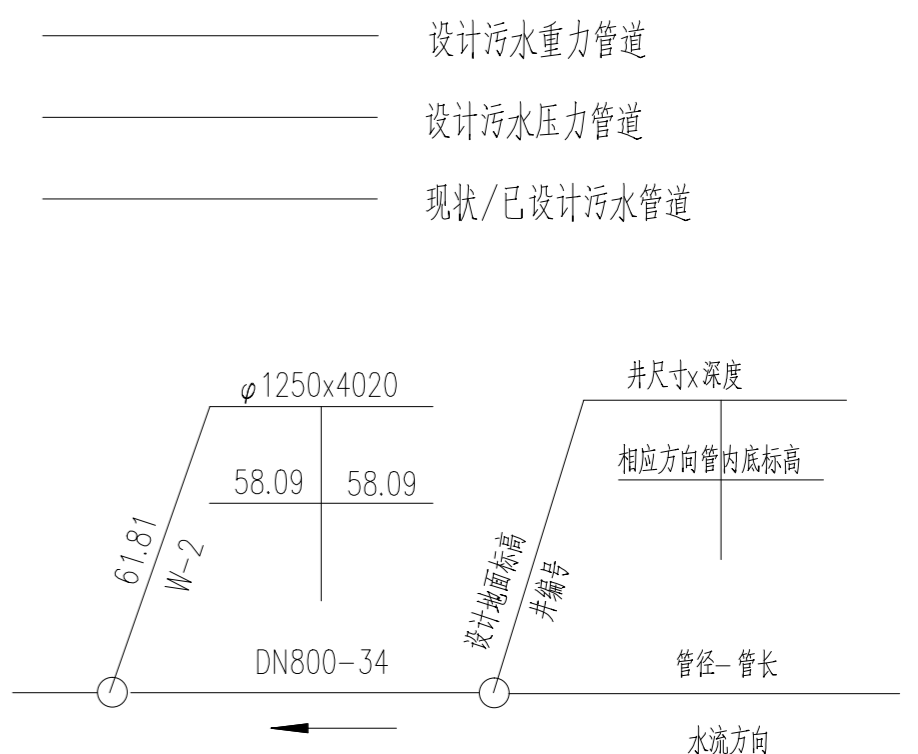 设计污水重力管道
设计污水压力管道
现状/已设计污水管道
φ1250x4020
58.09 58.09
61.81
W-2
DN800-34
井尺寸x深度
相应方向管内底标高
设计地面标高
井编号
管径-管长
水流方向